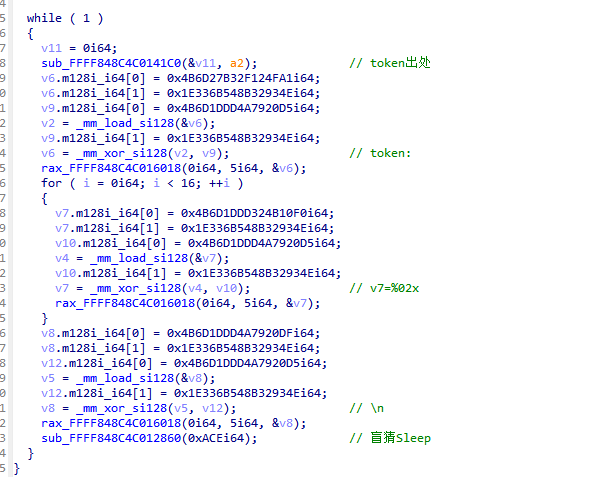 while ( 1 )
{
v11 = 0i64;
sub_FFFF848C4C0141C0(&v11, a2); // token出处
v6.m128i_i64[0] = 0x4B6D27B32F124FA1i64;
v6.m128i_i64[1] = 0x1E336B548B32934Ei64;
v9.m128i_i64[0] = 0x4B6D1DDD4A7920D5i64;
v2 = _mm_load_si128(&v6);
v9.m128i_i64[1] = 0x1E336B548B32934Ei64;
v6 = _mm_xor_si128(v2, v9); // token:
rax_FFFF848C4C016018(0i64, 5i64, &v6);
for ( i = 0i64; i < 16; ++i )
{
v7.m128i_i64[0] = 0x4B6D1DDD324B10F0i64;
v7.m128i_i64[1] = 0x1E336B548B32934Ei64;
v10.m128i_i64[0] = 0x4B6D1DDD4A7920D5i64;
v4 = _mm_load_si128(&v7);
v10.m128i_i64[1] = 0x1E336B548B32934Ei64;
v7 = _mm_xor_si128(v4, v10); // v7=%02x
rax_FFFF848C4C016018(0i64, 5i64, &v7);
}
v8.m128i_i64[0] = 0x4B6D1DDD4A7920DFi64;
v8.m128i_i64[1] = 0x1E336B548B32934Ei64;
v12.m128i_i64[0] = 0x4B6D1DDD4A7920D5i64;
v5 = _mm_load_si128(&v8);
v12.m128i_i64[1] = 0x1E336B548B32934Ei64;
v8 = _mm_xor_si128(v5, v12); // \n
rax_FFFF848C4C016018(0i64, 5i64, &v8);
sub_FFFF848C4C012860(0xACEi64); // 盲猜Sleep
}
}